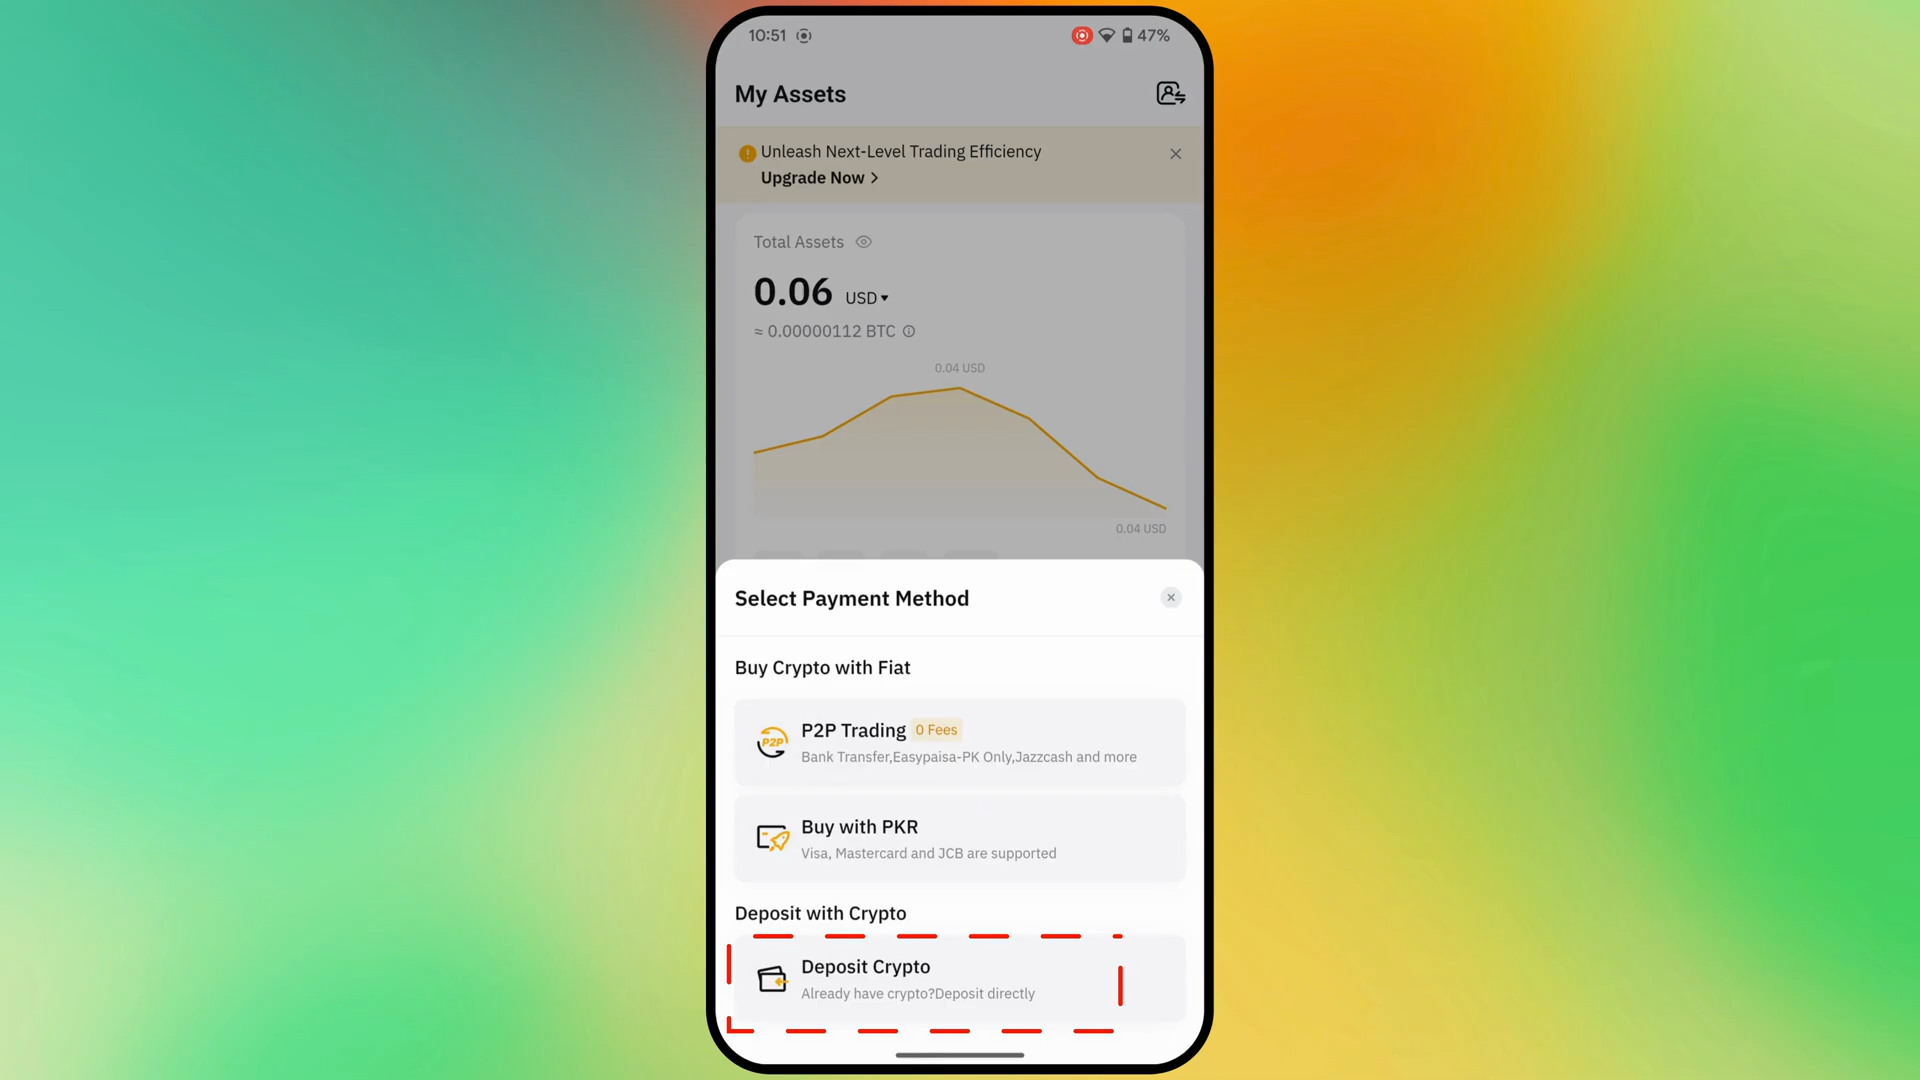 10:51
47%
My Assets
Unleash Next-Level Trading Efficiency
Upgrade Now >
Total Assets
0.06 USD
≈ 0.00000112 BTC
0.04 USD
0.04 USD
Select Payment Method
Buy Crypto with Fiat
P2P
P2P Trading 0 Fees
Bank Transfer,Easypaisa-PK Only,Jazzcash and more
Buy with PKR
Visa, Mastercard and JCB are supported
Deposit with Crypto
Deposit Crypto
Already have crypto?Deposit directly